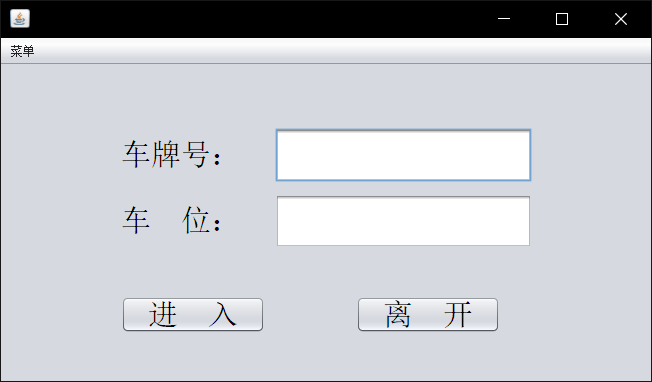 菜单
车牌号：
车　位：
进　入　　离　开